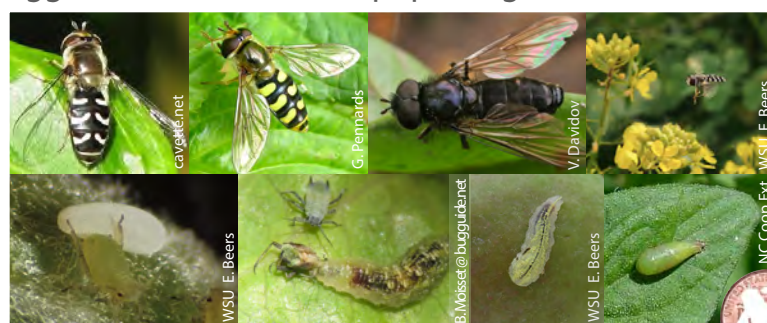 cavette.net
G. Pennards
V. Davidov
WSU E. Beers
WSU E. Beers
B.Moisset@bugguide.net
WSU E. Beers
NC Coop Ext